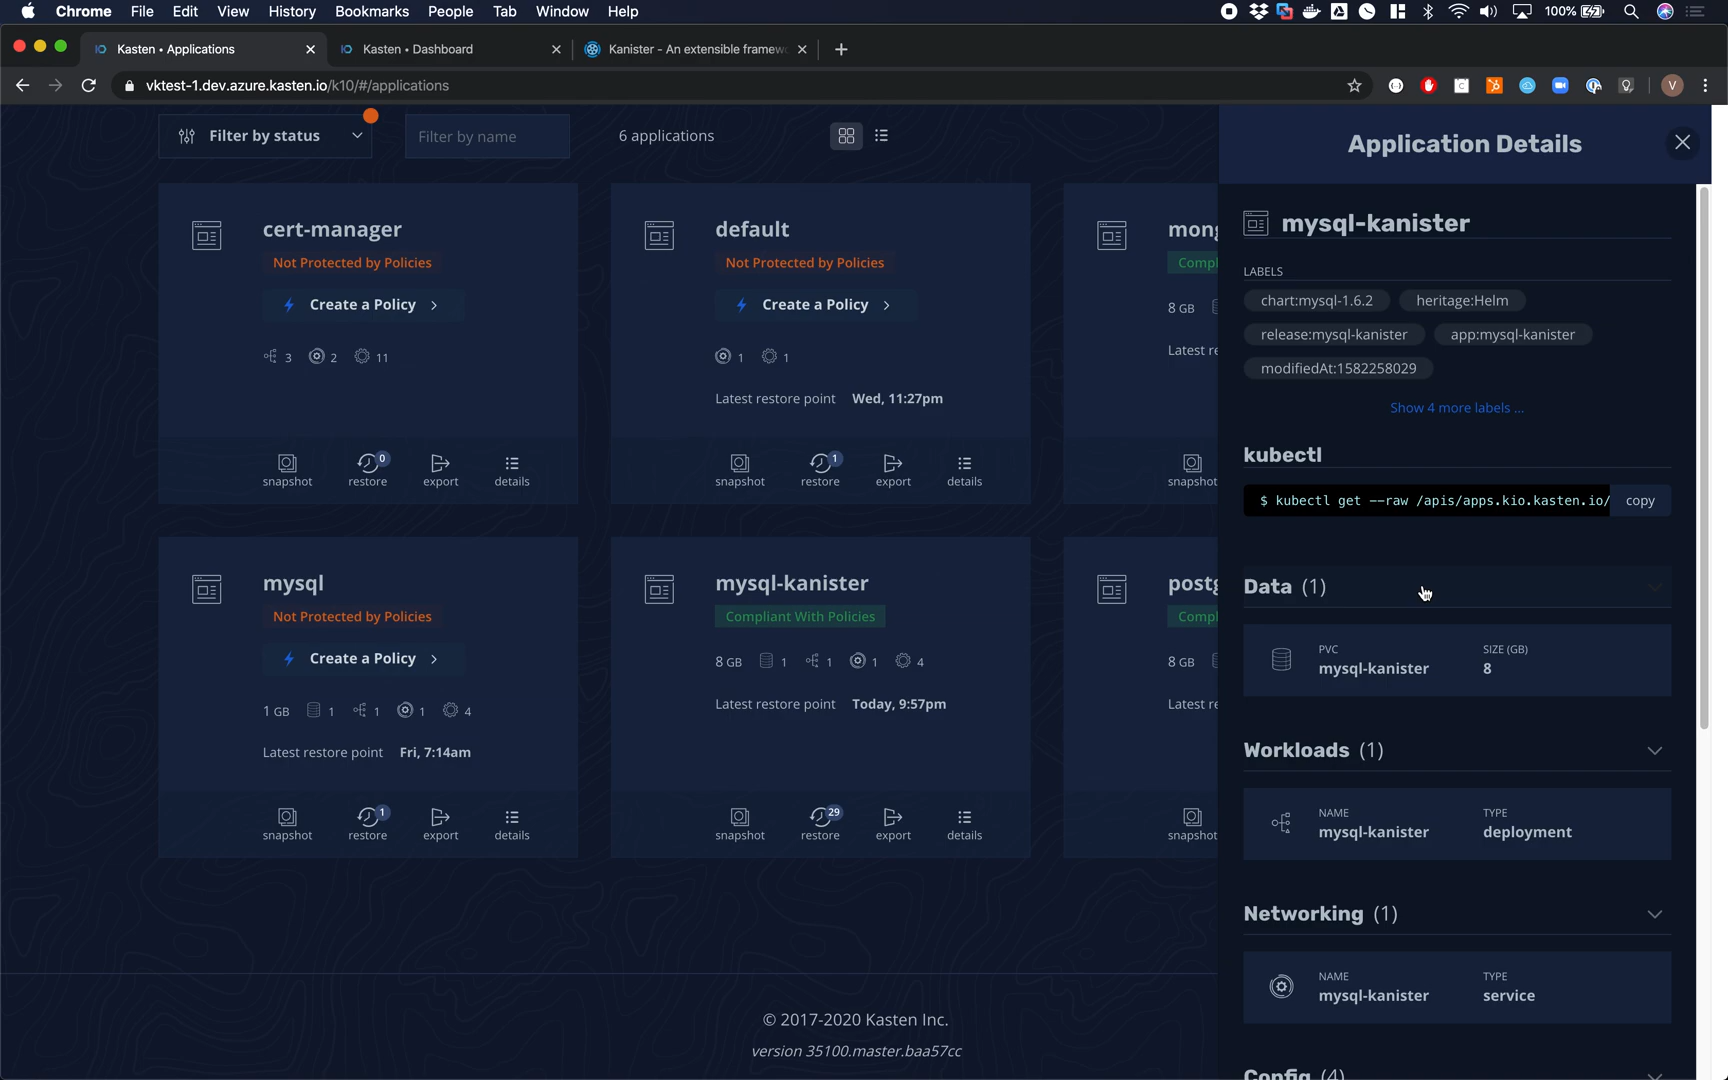 Chrome File Edit View History Bookmarks People Tab Window Help 100%
Kasten • Applications
Kasten • Dashboard
Kanister - An extensible framew
vktest-1.dev.azure.kasten.io/k10/#/applications
V
Filter by status
Filter by name
6 applications
cert-manager
Not Protected by Policies
Create a Policy
3 2 11
snapshot
0
restore
export
details
default
Not Protected by Policies
Create a Policy
1 1
Latest restore point Wed, 11:27pm
snapshot
1
restore
export
details
mong
Compl
8 GB
Latest re
snapshot
mysql
Not Protected by Policies
Create a Policy
1 GB 1 1 1 4
Latest restore point Fri, 7:14am
snapshot
1
restore
export
details
mysql-kanister
Compliant With Policies
8 GB 1 1 1 4
Latest restore point Today, 9:57pm
snapshot
29
restore
export
details
postg
Compl
8 GB
Latest re
snapshot
© 2017-2020 Kasten Inc.
version 35100.master.baa57cc
Application Details
mysql-kanister
LABELS
chart:mysql-1.6.2 heritage:Helm
release:mysql-kanister app:mysql-kanister
modifiedAt:1582258029
Show 4 more labels ...
kubectl
$ kubectl get --raw /apis/apps.kio.kasten.io/ copy
Data (1)
PVC SIZE (GB)
mysql-kanister 8
Workloads (1)
NAME TYPE
mysql-kanister deployment
Networking (1)
NAME TYPE
mysql-kanister service
Config (4)